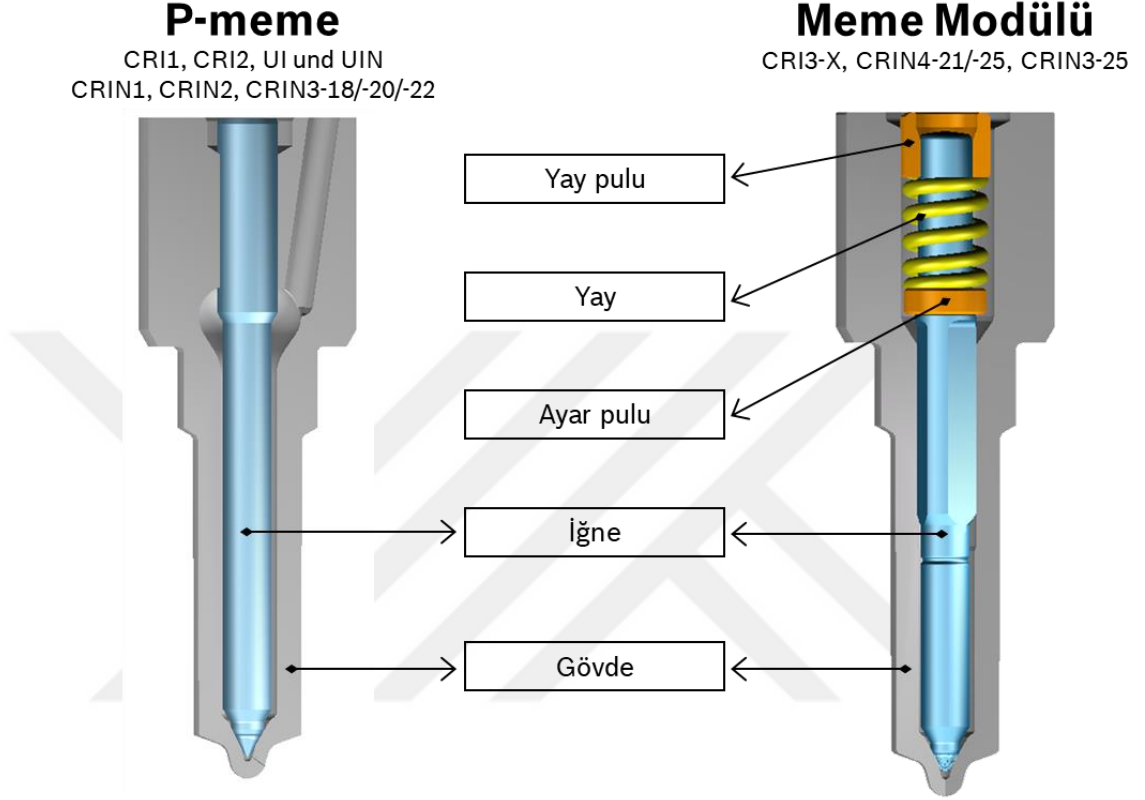 P-meme
CRI1, CRI2, UI und UIN
CRIN1, CRIN2, CRIN3-18/-20/-22
Meme Modülü
CRI3-X, CRIN4-21/-25, CRIN3-25
Yay pulu
Yay
Ayar pulu
İğne
Gövde